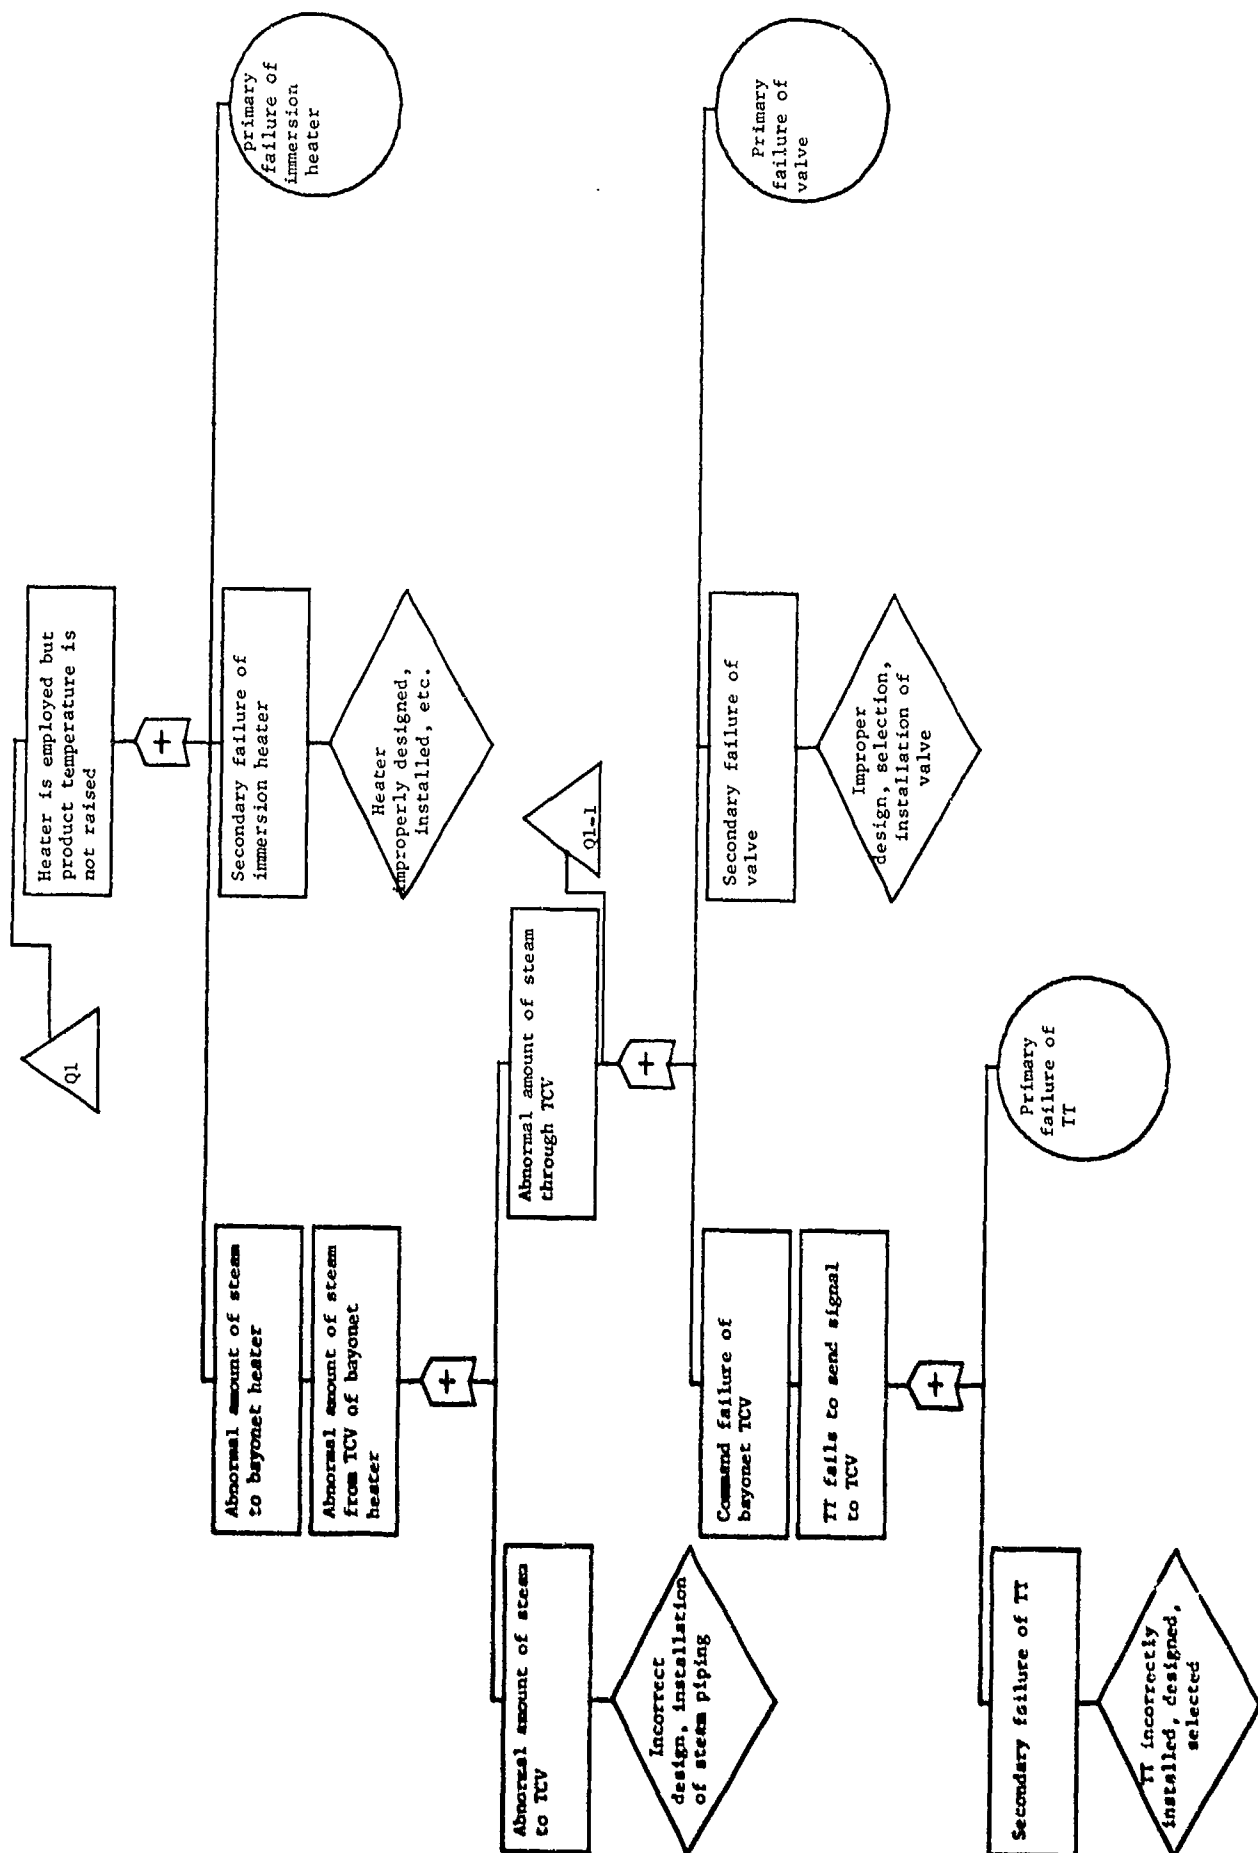 Q1
Heater is employed but
product temperature is
not raised
Abnormal amount of steam
to bayonet heater
Secondary failure of
immersion heater
primary
failure of
immersion
heater
Abnormal amount of steam
from TCV of bayonet
heater
Heater
improperly designed,
installed, etc.
+
+
Abnormal amount of steam
to TCV
Abnormal amount of steam
through TCV
Q1-1
Incorrect
design, installation
of steam piping
+
Command failure of
bayonet TCV
Secondary failure of
valve
Primary
failure of
valve
TT fails to send signal
to TCV
Improper
design, selection,
installation of
valve
+
Secondary failure of TT
Primary
failure of
TT
TT incorrectly
installed, designed,
selected